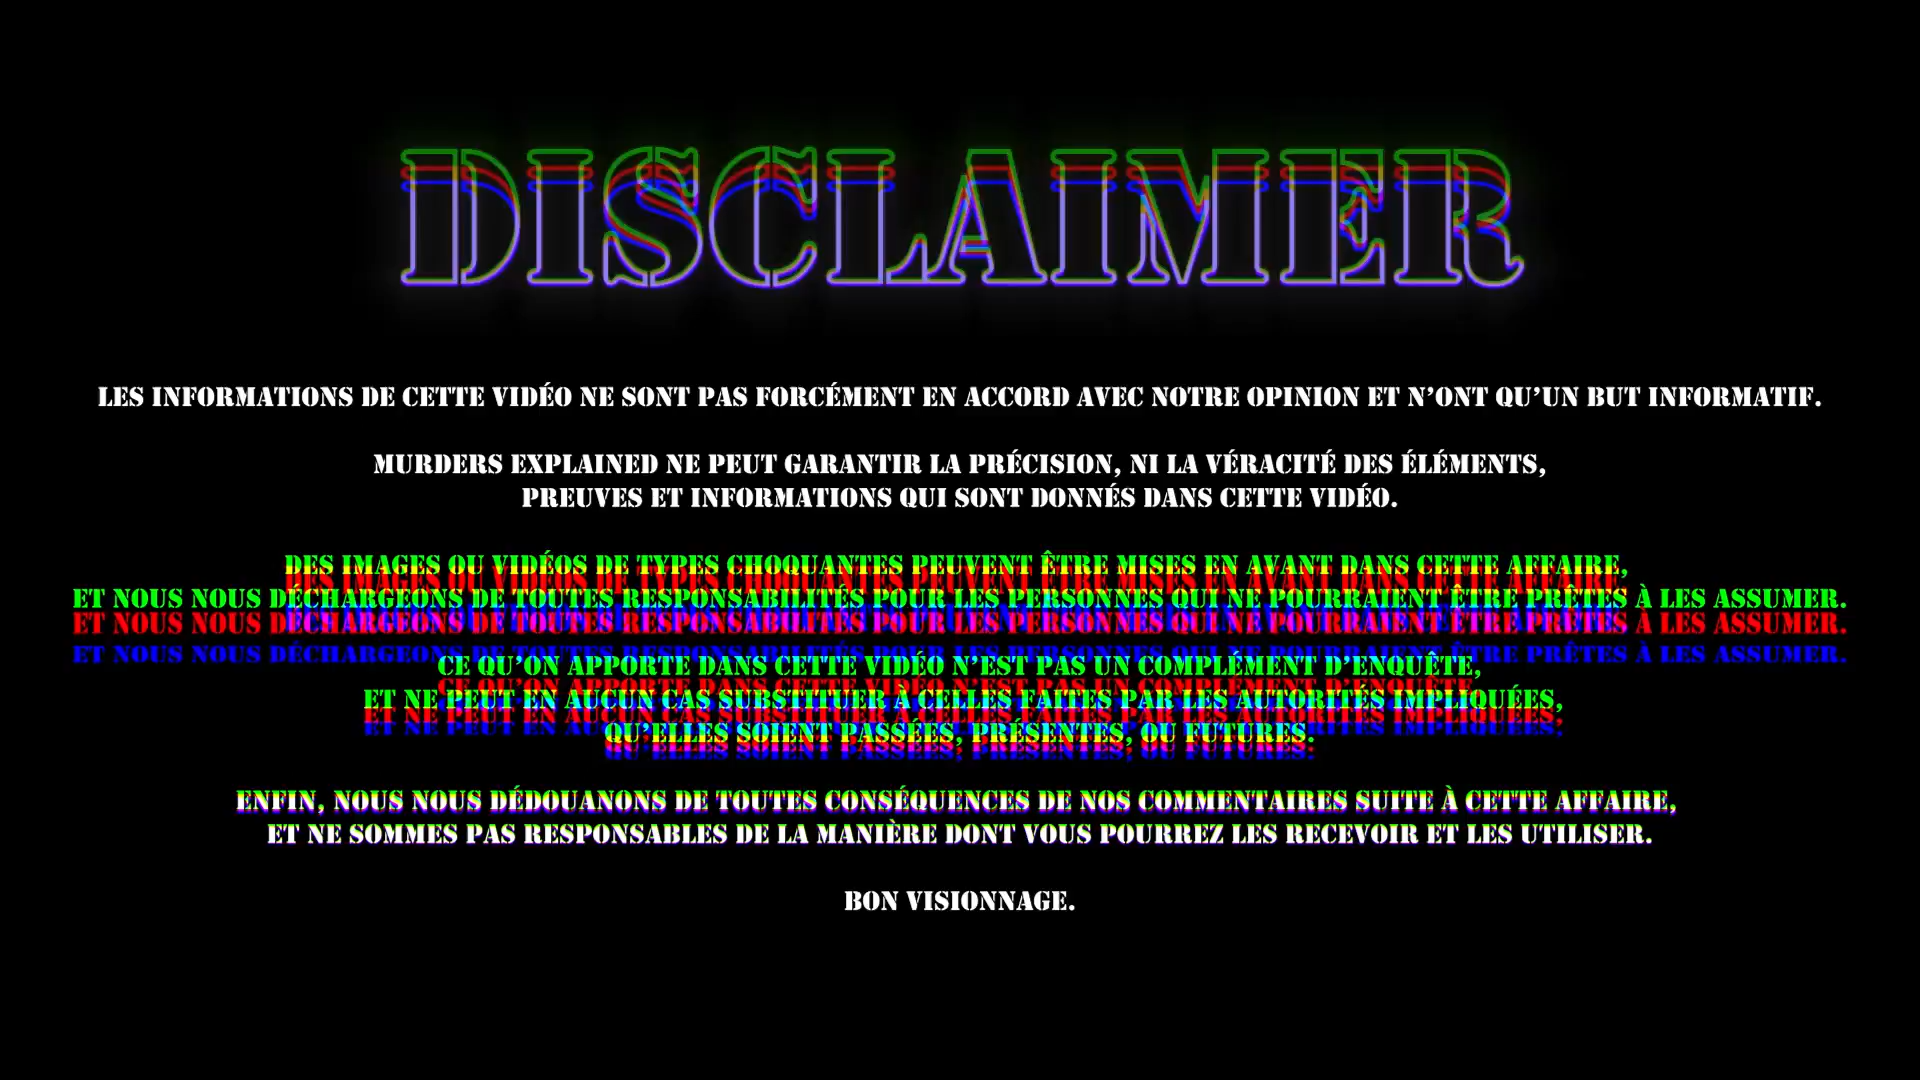 DISCLAIMER
LES INFORMATIONS DE CETTE VIDÉO NE SONT PAS FORCÉMENT EN ACCORD AVEC NOTRE OPINION ET N'ONT QU'UN BUT INFORMATIF.
MURDERS EXPLAINED NE PEUT GARANTIR LA PRÉCISION, NI LA VÉRACITÉ DES ÉLÉMENTS,
PREUVES ET INFORMATIONS QUI SONT DONNÉS DANS CETTE VIDÉO.
DES IMAGES OU VIDÉOS DE TYPES CHOQUANTES PEUVENT ÊTRE MISES EN AVANT DANS CETTE AFFAIRE,
ET NOUS NOUS DÉCHARGEONS DE TOUTES RESPONSABILITÉS POUR LES PERSONNES QUI NE POURRAIENT ÊTRE PRÊTES À LES ASSUMER.
CE QU'ON APPORTE DANS CETTE VIDÉO N'EST PAS UN COMPLÉMENT D'ENQUÊTE,
ET NE PEUT EN AUCUN CAS SUBSTITUER À CELLES FAITES PAR LES AUTORITÉS IMPLIQUÉES,
QU'ELLES SOIENT PASSÉES, PRÉSENTES, OU FUTURES.
ENFIN, NOUS NOUS DÉDOUANONS DE TOUTES CONSÉQUENCES DE NOS COMMENTAIRES SUITE À CETTE AFFAIRE,
ET NE SOMMES PAS RESPONSABLES DE LA MANIÈRE DONT VOUS POURREZ LES RECEVOIR ET LES UTILISER.
BON VISIONNAGE.